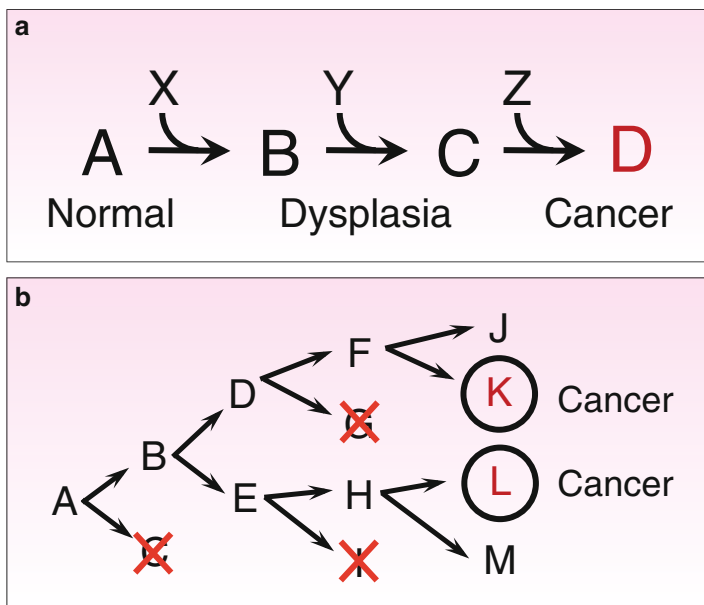 a
X Y Z
A B C D
Normal Dysplasia Cancer
b
J
F
K Cancer
D
G
B
L Cancer
A E H
C I M